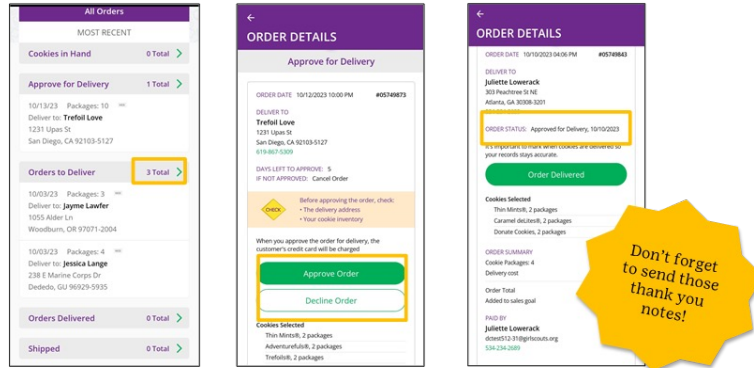 All Orders
MOST RECENT
Cookies in Hand 0 Total
Approve for Delivery 1 Total
10/13/23 Packages: 10
Deliver to: Trefoil Love
1231 Upas St
San Diego, CA 92103-5127
Orders to Deliver 3 Total
10/03/23 Packages: 3
Deliver to: Jayme Lawfer
1055 Alder Ln
Woodburn, OR 97071-2004
10/03/23 Packages: 4
Deliver to: Jessica Lange
238 E Marine Corps Dr
Dededo, GU 96929-5935
Orders Delivered 0 Total
Shipped 0 Total
ORDER DETAILS
Approve for Delivery
ORDER DATE 10/12/2023 10:00 PM #05749873
DELIVER TO
Trefoil Love
1231 Upas St
San Diego, CA 92103-5127
619-867-5309
DAYS LEFT TO APPROVE: 5
IF NOT APPROVED: Cancel Order
CHECK
Before approving the order, check:
• The delivery address
• Your cookie inventory
When you approve the order for delivery, the
customer's credit card will be charged
Approve Order
Decline Order
Cookies Selected
Thin Mints®, 2 packages
Adventurefuls®, 2 packages
Trefoils®, 2 packages
ORDER DETAILS
ORDER DATE 10/10/2023 04:06 PM #05749843
DELIVER TO
Juliette Lowerack
303 Peachtree St NE
Atlanta, GA 30308-3201
ORDER STATUS: Approved for Delivery, 10/10/2023
It's important to mark when cookies are delivered so
your records stays accurate.
Order Delivered
Cookies Selected
Thin Mints®, 2 packages
Caramel deLites®, 2 packages
Donate Cookies, 2 packages
ORDER SUMMARY
Cookie Packages: 4
Delivery cost
Order Total
Added to sales goal
PAID BY
Juliette Lowerack
dctest512-31@girlscouts.org
534-234-2689
Don't forget
to send those
thank you
notes!